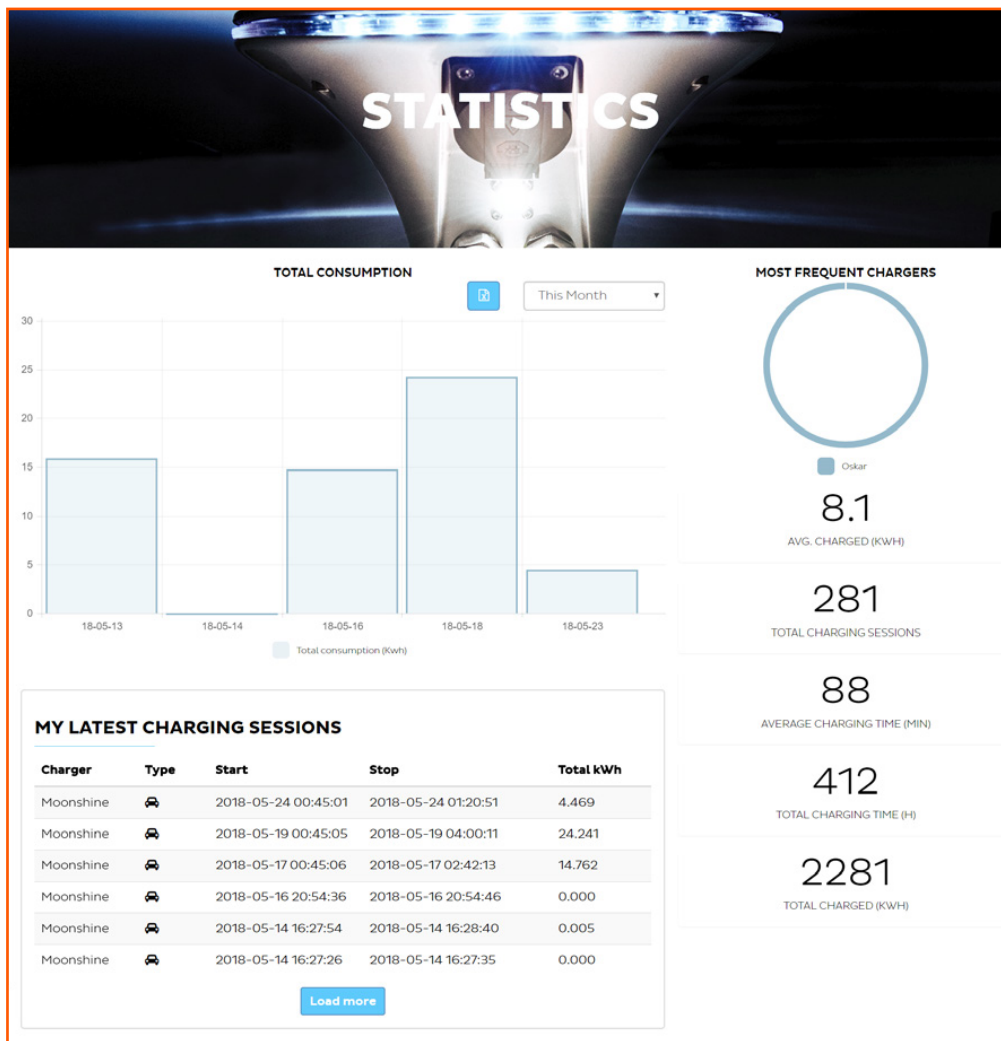 STATISTICS
TOTAL CONSUMPTION
This Month
30
25
20
15
10
5
0
18-05-13 18-05-14 18-05-16 18-05-18 18-05-23
Total consumption (Kwh)
MOST FREQUENT CHARGERS
Oskar
8.1
AVG. CHARGED (KWH)
281
TOTAL CHARGING SESSIONS
88
AVERAGE CHARGING TIME (MIN)
412
TOTAL CHARGING TIME (H)
2281
TOTAL CHARGED (KWH)
MY LATEST CHARGING SESSIONS
Charger Type Start Stop Total kWh
Moonshine 2018-05-24 00:45:01 2018-05-24 01:20:51 4.469
Moonshine 2018-05-19 00:45:05 2018-05-19 04:00:11 24.241
Moonshine 2018-05-17 00:45:06 2018-05-17 02:42:13 14.762
Moonshine 2018-05-16 20:54:36 2018-05-16 20:54:46 0.000
Moonshine 2018-05-14 16:27:54 2018-05-14 16:28:40 0.005
Moonshine 2018-05-14 16:27:26 2018-05-14 16:27:35 0.000
Load more